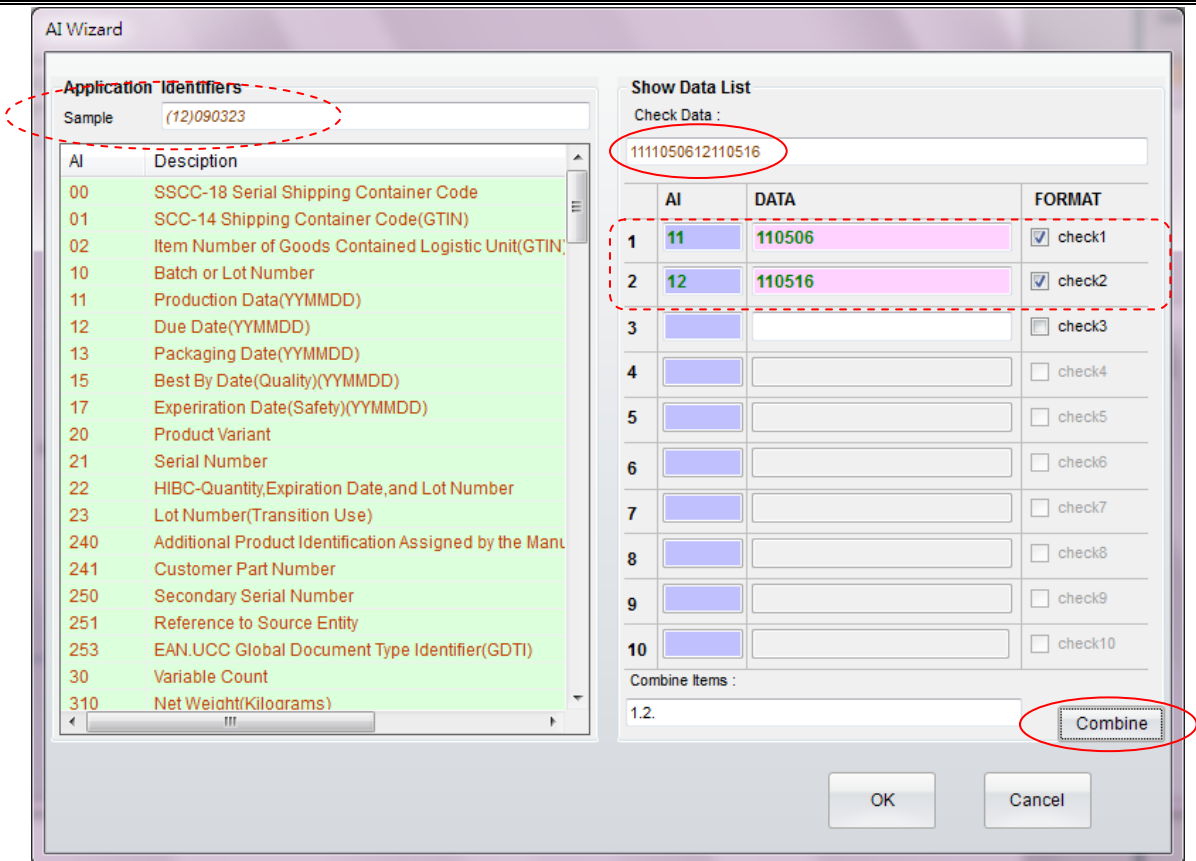 AI Wizard
Application Identifiers
Sample (12)090323
AI Desciption
00 SSCC-18 Serial Shipping Container Code
01 SCC-14 Shipping Container Code(GTIN)
02 Item Number of Goods Contained Logistic Unit(GTIN)
10 Batch or Lot Number
11 Production Data(YYMMDD)
12 Due Date(YYMMDD)
13 Packaging Date(YYMMDD)
15 Best By Date(Quality)(YYMMDD)
17 Experiration Date(Safety)(YYMMDD)
20 Product Variant
21 Serial Number
22 HIBC-Quantity,Expiration Date,and Lot Number
23 Lot Number(Transition Use)
240 Additional Product Identification Assigned by the Manu
241 Customer Part Number
250 Secondary Serial Number
251 Reference to Source Entity
253 EAN.UCC Global Document Type Identifier(GDTI)
30 Variable Count
310 Net Weight(Kilograms)
Show Data List
Check Data :
1111050612110516
AI DATA FORMAT
1 11 110506 check1
2 12 110516 check2
3 check3
4 check4
5 check5
6 check6
7 check7
8 check8
9 check9
10 check10
Combine Items :
1.2. Combine
OK Cancel